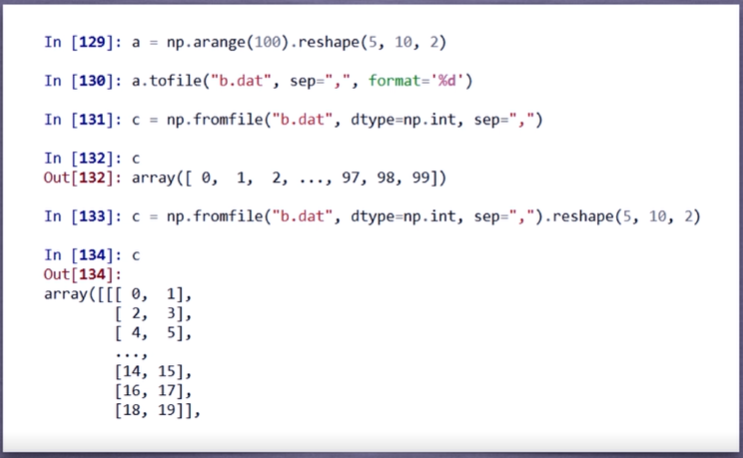 In [129]: a = np.arange(100).reshape(5, 10, 2)
In [130]: a.tofile("b.dat", sep=",", format='%d')
In [131]: c = np.fromfile("b.dat", dtype=np.int, sep=",")
In [132]: c
Out[132]: array([ 0,  1,  2, ..., 97, 98, 99])
In [133]: c = np.fromfile("b.dat", dtype=np.int, sep=",").reshape(5, 10, 2)
In [134]: c
Out[134]:
array([[[ 0,  1],
        [ 2,  3],
        [ 4,  5],
        ...,
        [14, 15],
        [16, 17],
        [18, 19]],